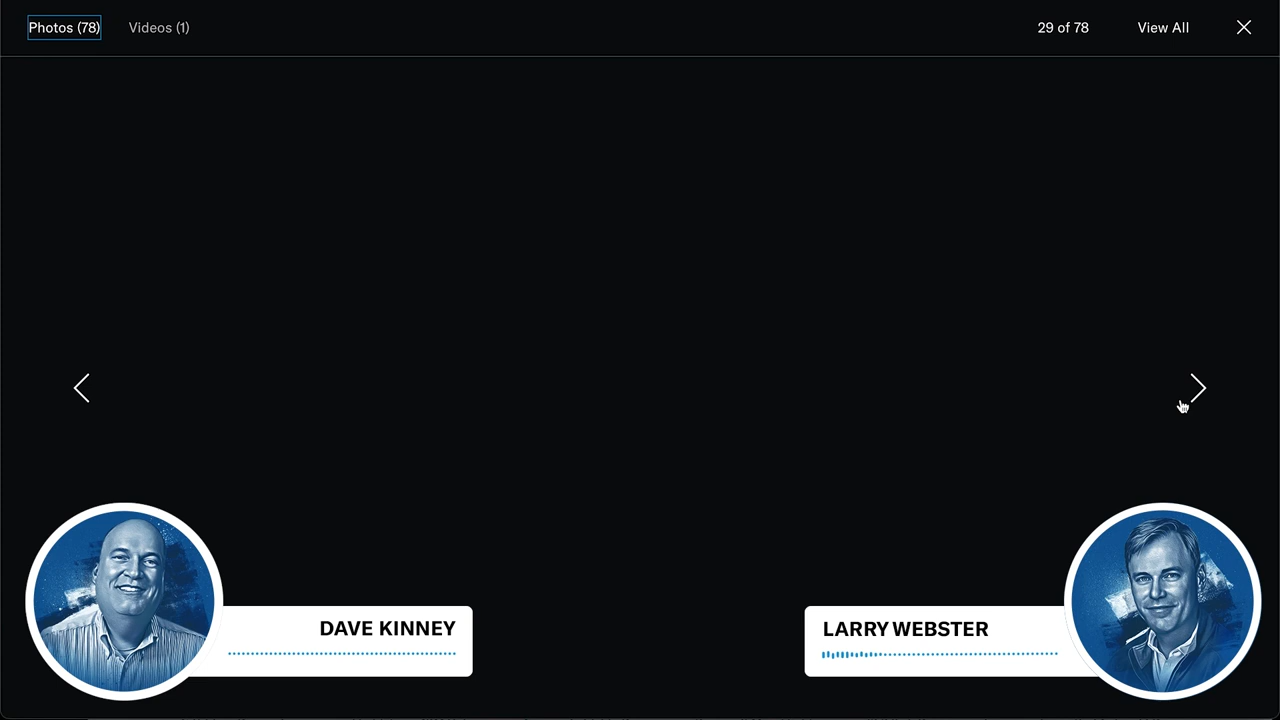 Photos (78) Videos (1) 29 of 78 View All
DAVE KINNEY
LARRY WEBSTER